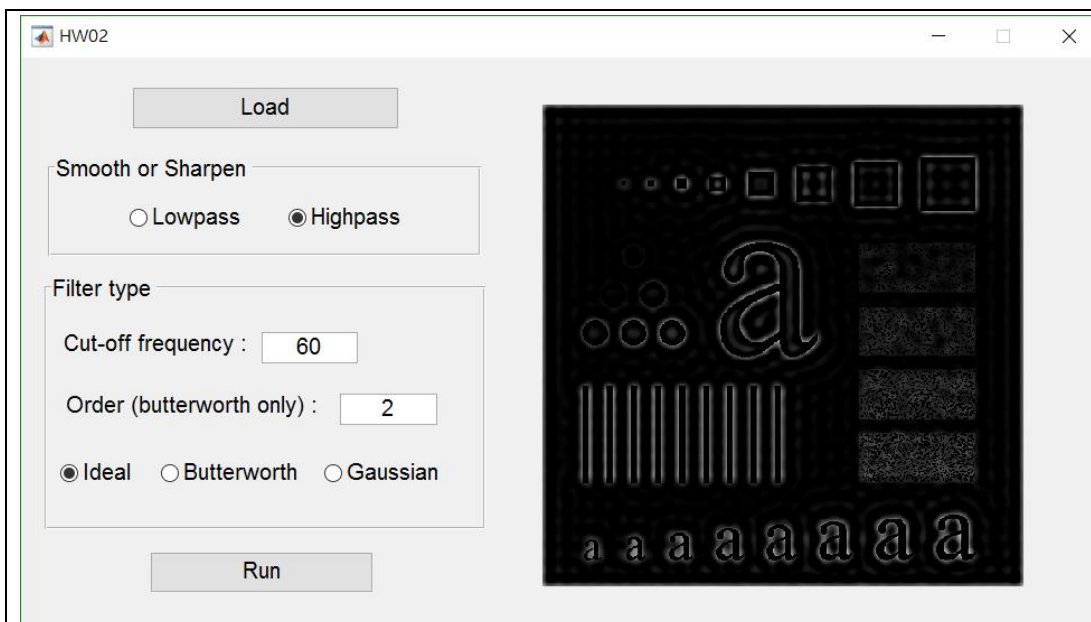 HW02
Load
Smooth or Sharpen
Lowpass Highpass
Filter type
Cut-off frequency : 60
Order (butterworth only) : 2
Ideal Butterworth Gaussian
Run
a
a a a a a a a a